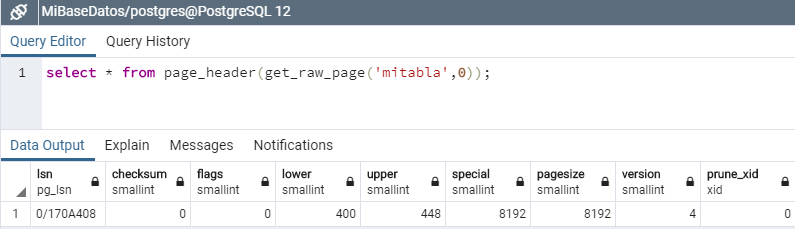 MiBaseDatos/postgres@PostgreSQL 12
Query Editor Query History
1 select * from page_header(get_raw_page('mitabla',0));
Data Output Explain Messages Notifications
lsn checksum flags lower upper special pagesize version prune_xid
pg_lsn smallint smallint smallint smallint smallint smallint smallint xid
1 0/170A408 0 0 400 448 8192 8192 4 0